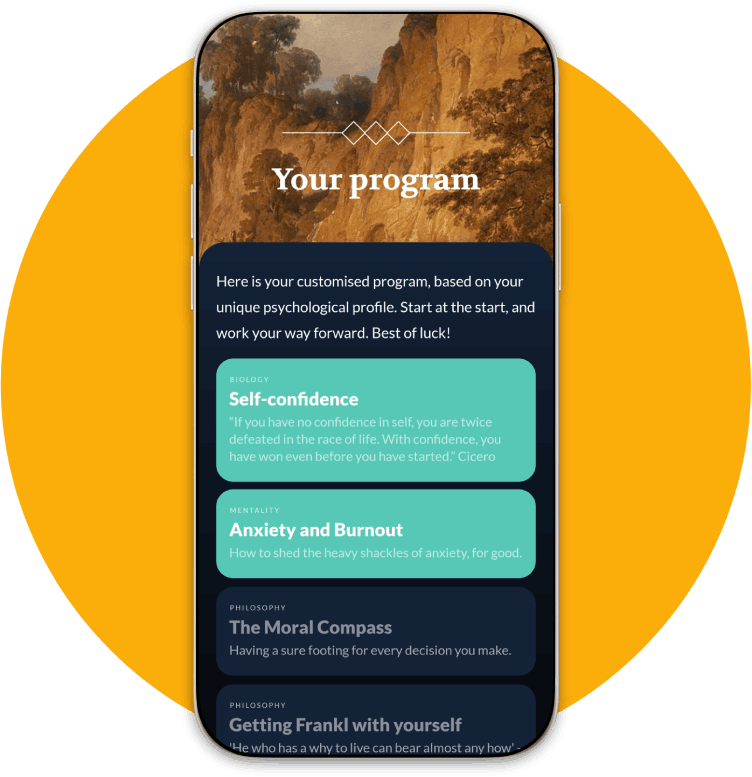 Your program
Here is your customised program, based on your
unique psychological profile. Start at the start, and
work your way forward. Best of luck!
BIOLOGY
Self-confidence
“If you have no confidence in self, you are twice
defeated in the race of life. With confidence, you
have won even before you have started.” Cicero
MENTALITY
Anxiety and Burnout
How to shed the heavy shackles of anxiety, for good.
PHILOSOPHY
The Moral Compass
Having a sure footing for every decision you make.
PHILOSOPHY
Getting Frankl with yourself
'He who has a why to live can bear almost any how' -